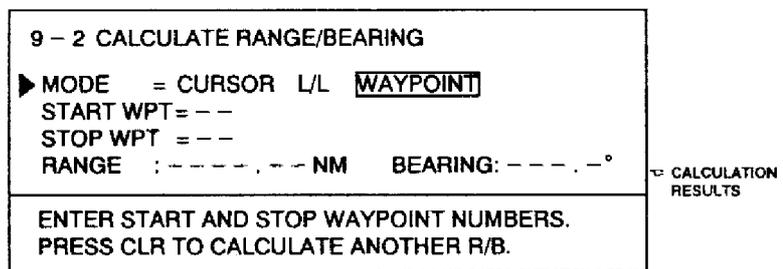 9 – 2 CALCULATE RANGE/BEARING
MODE = CURSOR L/L WAYPOINT
START WPT= – –
STOP WPT = – –
RANGE : – – – – . – – NM BEARING: – – – . –°
CALCULATION
RESULTS
ENTER START AND STOP WAYPOINT NUMBERS.
PRESS CLR TO CALCULATE ANOTHER R/B.